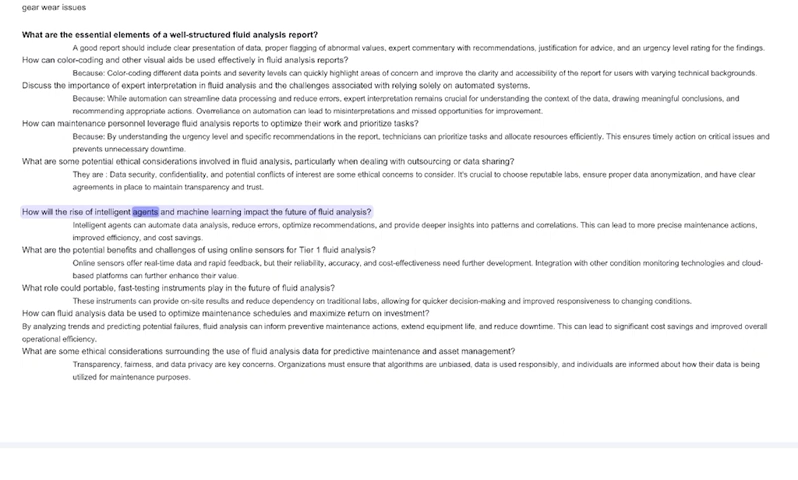 gear wear issues
What are the essential elements of a well-structured fluid analysis report?
A good report should include clear presentation of data, proper flagging of abnormal values, expert commentary with recommendations, justification for advice, and an urgency level rating for the findings.
How can color-coding and other visual aids be used effectively in fluid analysis reports?
Because: Color-coding different data points and severity levels can quickly highlight areas of concern and improve the clarity and accessibility of the report for users with varying technical backgrounds.
Discuss the importance of expert interpretation in fluid analysis and the challenges associated with relying solely on automated systems.
Because: While automation can streamline data processing and reduce errors, expert interpretation remains crucial for understanding the context of the data, drawing meaningful conclusions, and
recommending appropriate actions. Overreliance on automation can lead to misinterpretations and missed opportunities for improvement.
How can maintenance personnel leverage fluid analysis reports to optimize their work and prioritize tasks?
Because: By understanding the urgency level and specific recommendations in the report, technicians can prioritize tasks and allocate resources efficiently. This ensures timely action on critical issues and
prevents unnecessary downtime.
What are some potential ethical considerations involved in fluid analysis, particularly when dealing with outsourcing or data sharing?
They are : Data security, confidentiality, and potential conflicts of interest are some ethical concerns to consider. It's crucial to choose reputable labs, ensure proper data anonymization, and have clear
agreements in place to maintain transparency and trust.
How will the rise of intelligent agents and machine learning impact the future of fluid analysis?
Intelligent agents can automate data analysis, reduce errors, optimize recommendations, and provide deeper insights into patterns and correlations. This can lead to more precise maintenance actions,
improved efficiency, and cost savings.
What are the potential benefits and challenges of using online sensors for Tier 1 fluid analysis?
Online sensors offer real-time data and rapid feedback, but their reliability, accuracy, and cost-effectiveness need further development. Integration with other condition monitoring technologies and cloud-
based platforms can further enhance their value.
What role could portable, fast-testing instruments play in the future of fluid analysis?
These instruments can provide on-site results and reduce dependency on traditional labs, allowing for quicker decision-making and improved responsiveness to changing conditions.
How can fluid analysis data be used to optimize maintenance schedules and maximize return on investment?
By analyzing trends and predicting potential failures, fluid analysis can inform preventive maintenance actions, extend equipment life, and reduce downtime. This can lead to significant cost savings and improved overall
operational efficiency.
What are some ethical considerations surrounding the use of fluid analysis data for predictive maintenance and asset management?
Transparency, fairness, and data privacy are key concerns. Organizations must ensure that algorithms are unbiased, data is used responsibly, and individuals are informed about how their data is being
utilized for maintenance purposes.